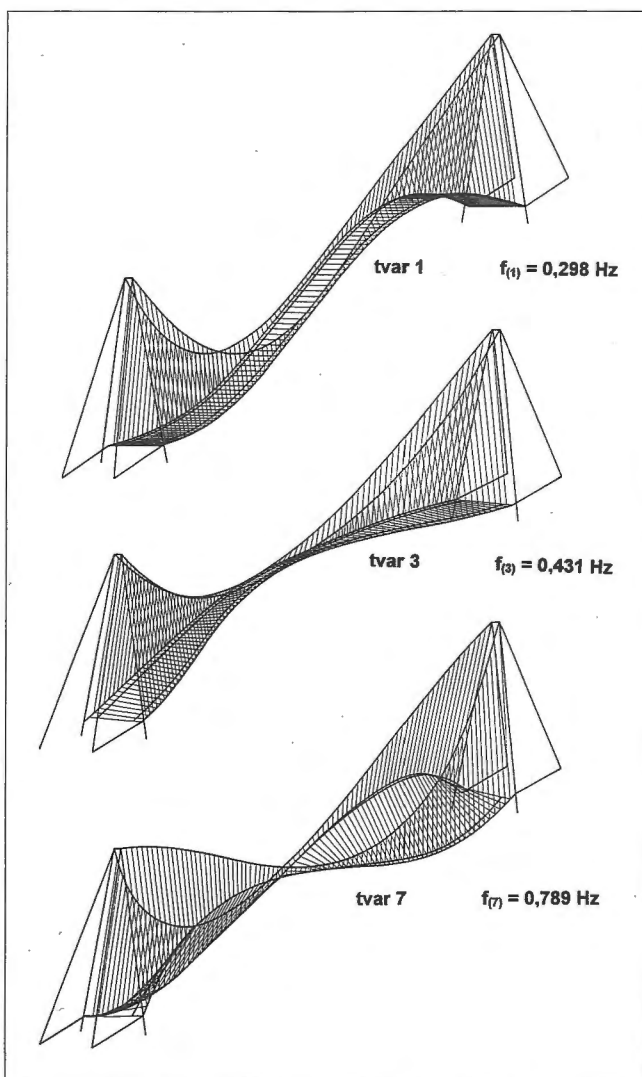 tvar 1 f(1) = 0,298 Hz
tvar 3 f(3) = 0,431 Hz
tvar 7 f(7) = 0,789 Hz